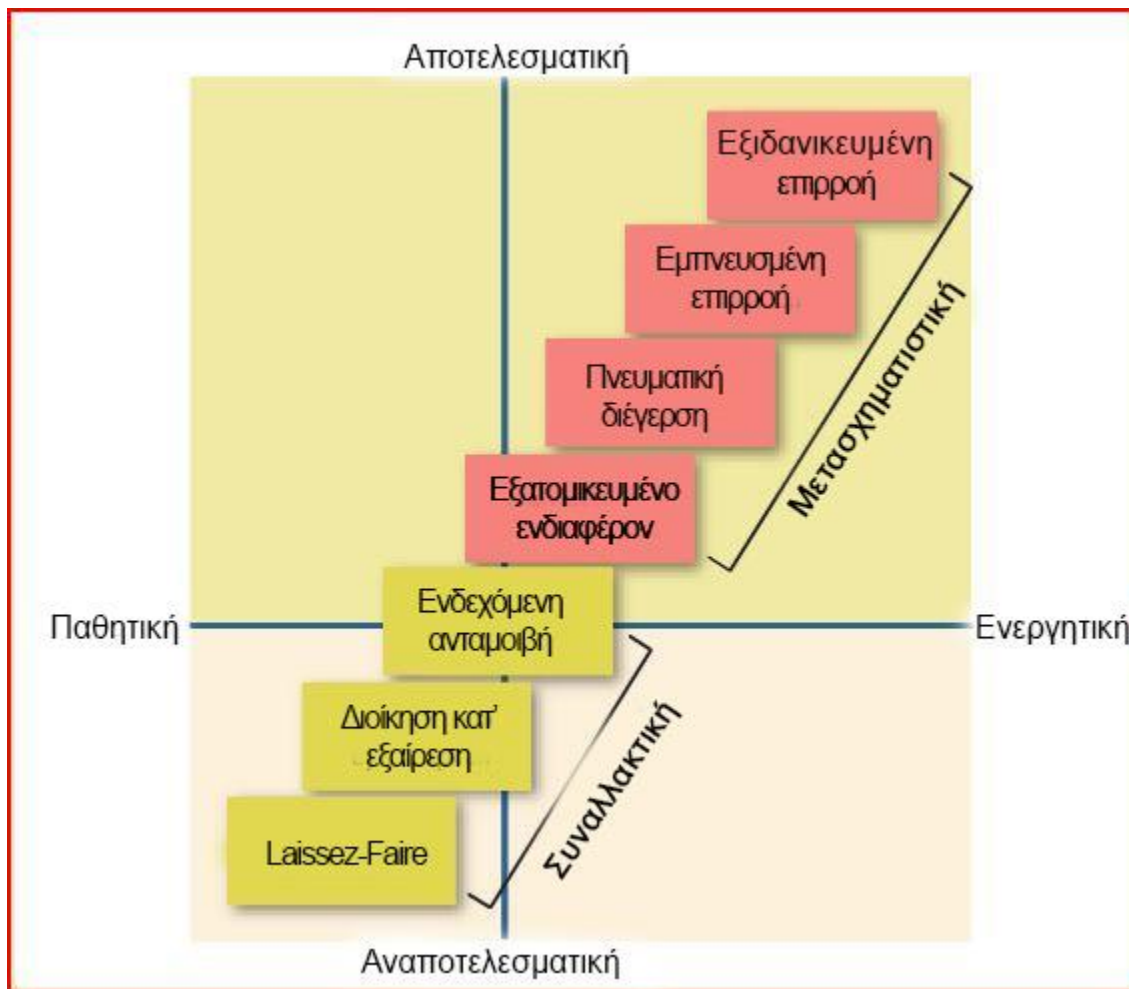 Αποτελεσματική
Εξιδανικευμένη
επιρροή
Εμπνευσμένη
επιρροή
Πνευματική
διέγερση
Μετασχηματιστική
Εξατομικευμένο
ενδιαφέρον
Ενδεχόμενη
ανταμοιβή
Παθητική
Ενεργητική
Διοίκηση κατ'
εξαίρεση
Συναλλακτική
Laissez-Faire
Αναποτελεσματική